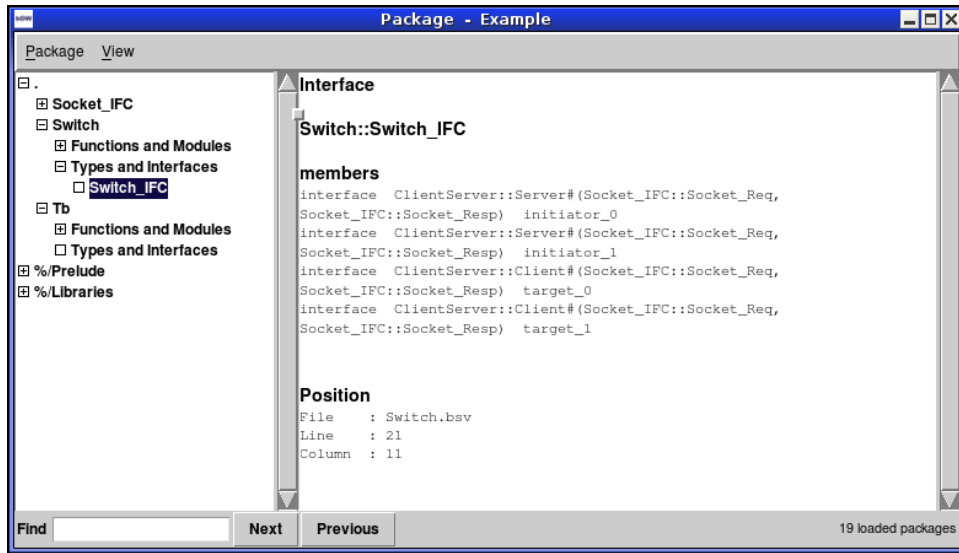 Package - Example
Package View
.
Socket_IFC
Switch
Functions and Modules
Types and Interfaces
Switch_IFC
Tb
Functions and Modules
Types and Interfaces
%/Prelude
%/Libraries
Interface
Switch::Switch_IFC
members
interface ClientServer::Server#(Socket_IFC::Socket_Req,
Socket_IFC::Socket_Resp) initiator_0
interface ClientServer::Server#(Socket_IFC::Socket_Req,
Socket_IFC::Socket_Resp) initiator_1
interface ClientServer::Client#(Socket_IFC::Socket_Req,
Socket_IFC::Socket_Resp) target_0
interface ClientServer::Client#(Socket_IFC::Socket_Req,
Socket_IFC::Socket_Resp) target_1
Position
File : Switch.bsv
Line : 21
Column : 11
Find Next Previous 19 loaded packages